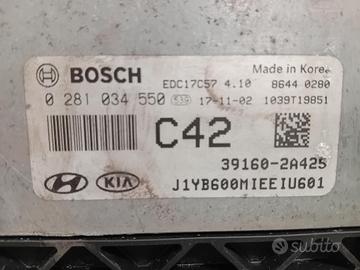 BOSCH
EDC17C57 4.10
Made in Korea
8644 0280
0 281 034 550
17-11-02
1039T19851
C42
39160-2A425
HYUNDAI KIA
J1YB600MIEEIU601
subito